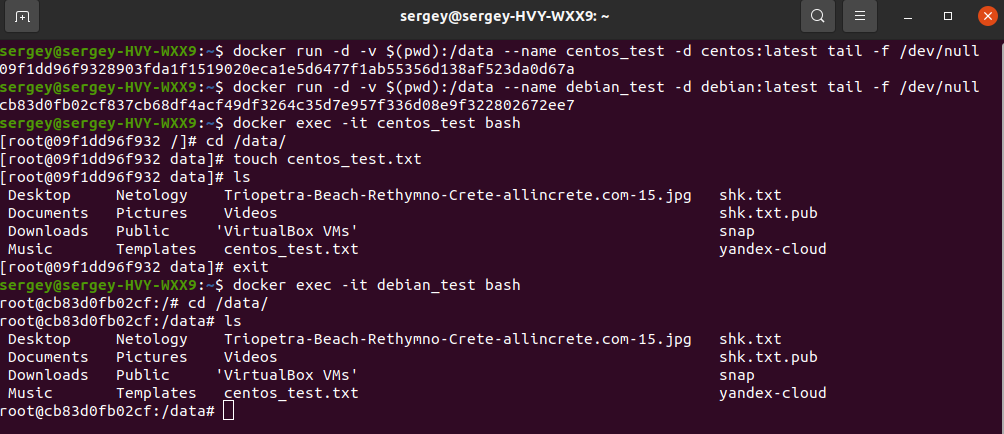 sergey@sergey-HVY-WXX9: ~
sergey@sergey-HVY-WXX9:~$ docker run -d -v $(pwd):/data --name centos_test -d centos:latest tail -f /dev/null
09f1dd96f9328903fda1f1519020eca1e5d6477f1ab55356d138af523da0d67a
sergey@sergey-HVY-WXX9:~$ docker run -d -v $(pwd):/data --name debian_test -d debian:latest tail -f /dev/null
cb83d0fb02cf837cb68df4acf49df3264c35d7e957f336d08e9f322802672ee7
sergey@sergey-HVY-WXX9:~$ docker exec -it centos_test bash
[root@09f1dd96f932 /]# cd /data/
[root@09f1dd96f932 data]# touch centos_test.txt
[root@09f1dd96f932 data]# ls
Desktop Netology Triopetra-Beach-Rethymno-Crete-allincrete.com-15.jpg shk.txt
Documents Pictures Videos shk.txt.pub
Downloads Public 'VirtualBox VMs' snap
Music Templates centos_test.txt yandex-cloud
[root@09f1dd96f932 data]# exit
sergey@sergey-HVY-WXX9:~$ docker exec -it debian_test bash
root@cb83d0fb02cf:/# cd /data/
root@cb83d0fb02cf:/data# ls
Desktop Netology Triopetra-Beach-Rethymno-Crete-allincrete.com-15.jpg shk.txt
Documents Pictures Videos shk.txt.pub
Downloads Public 'VirtualBox VMs' snap
Music Templates centos_test.txt yandex-cloud
root@cb83d0fb02cf:/data#